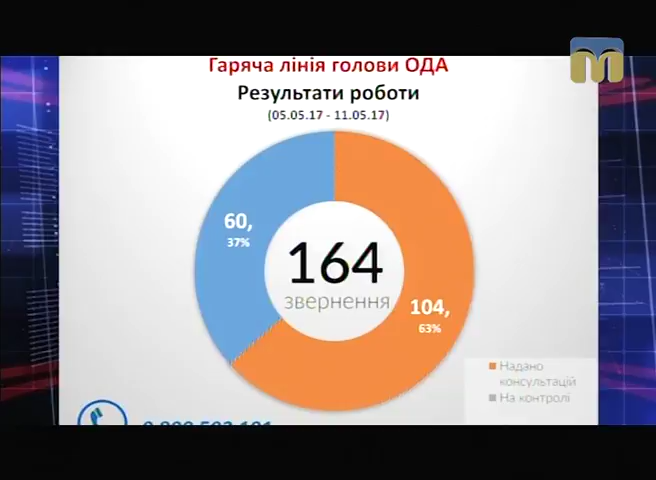 Гаряча лінія голови ОДА
Результати роботи
(05.05.17 - 11.05.17)
60,
37%
164
звернення
104,
63%
Надано
консультацій
На контролі